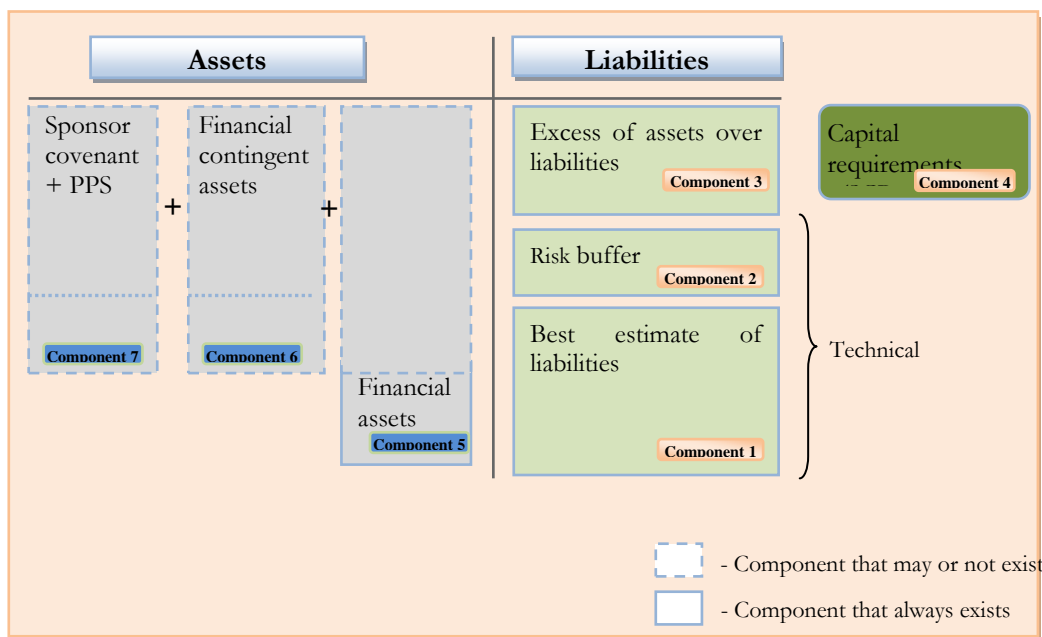 Assets
Liabilities
Sponsor
covenant
+ PPS
Component 7
+
Financial
contingent
assets
Component 6
+
Financial
assets
Component 5
Excess of assets over
liabilities
Component 3
Risk buffer
Component 2
Best estimate of
liabilities
Component 1
Capital
requirements
Component 4
Technical
- Component that may or not exist
- Component that always exists